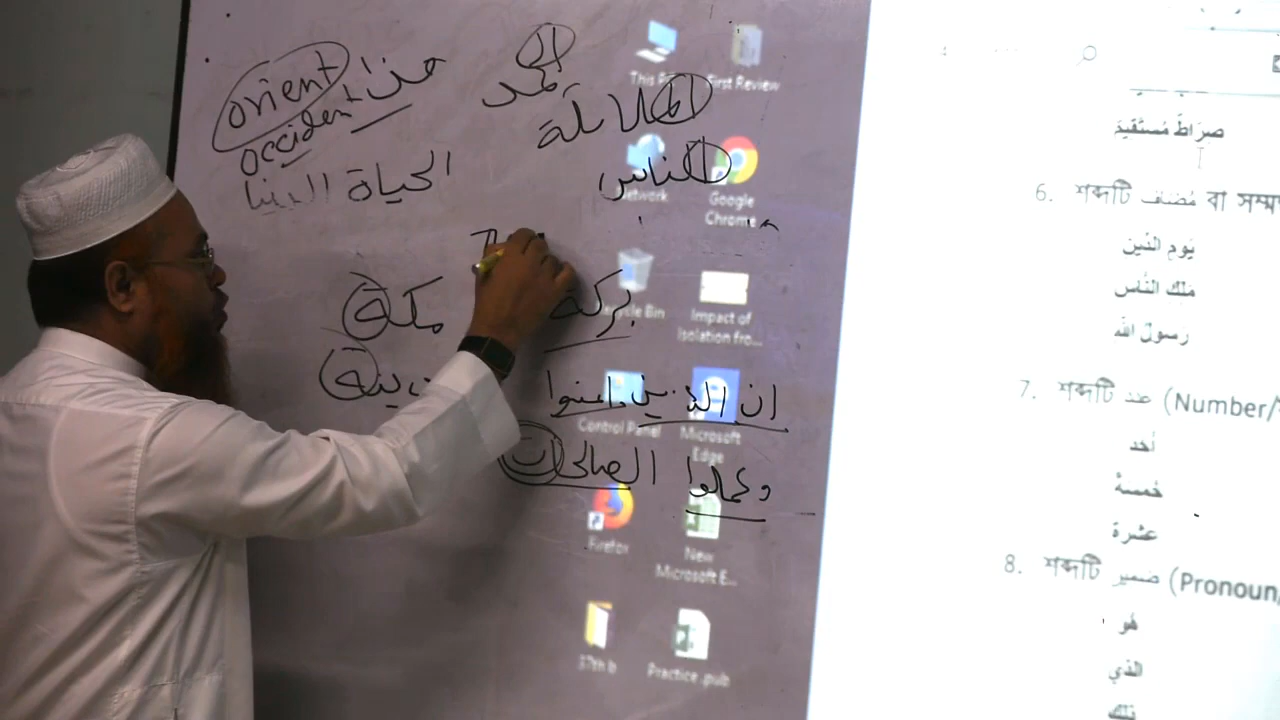 orient
occident
عن
الحمد
الملائكة
الناس
الحياة الدنيا
بركة
مكة
ان الذين ءامنوا
وعملوا الصالحات
This
First Review
Network
Google
Chrome
Recycle Bin
Impact of
Isolation fro...
Control Panel
Microsoft
Edge
Firefox
New
Microsoft E...
37th b
Practice .pub
صِرَاطٌ مُسْتَقِيمٌ
6. শব্দটি مُضَاف বা
يَوْمِ الدِّينِ
مَلِكِ النَّاسِ
رَسُولُ اللهِ
7. শব্দটি عدد (Number/
أَحَد
خَمْسَة
عَشَرَة
8. শব্দটি ضمير (Pronoun
هُوَ
الَّذِي